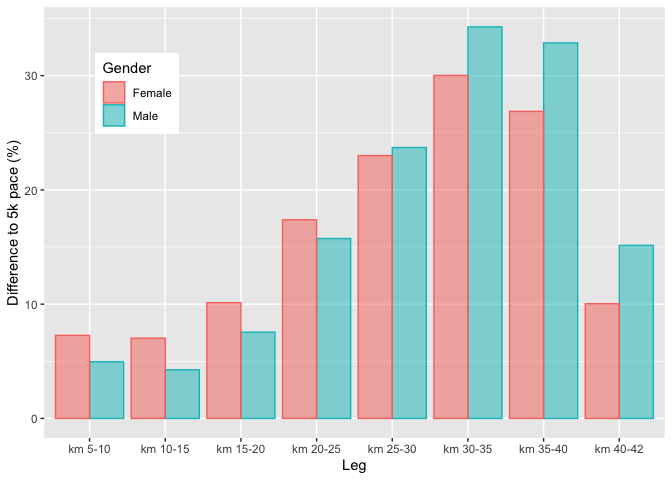 Gender
Female
Male
Difference to 5k pace (%)
30
20
10
0
km 5-10 km 10-15 km 15-20 km 20-25 km 25-30 km 30-35 km 35-40 km 40-42
Leg